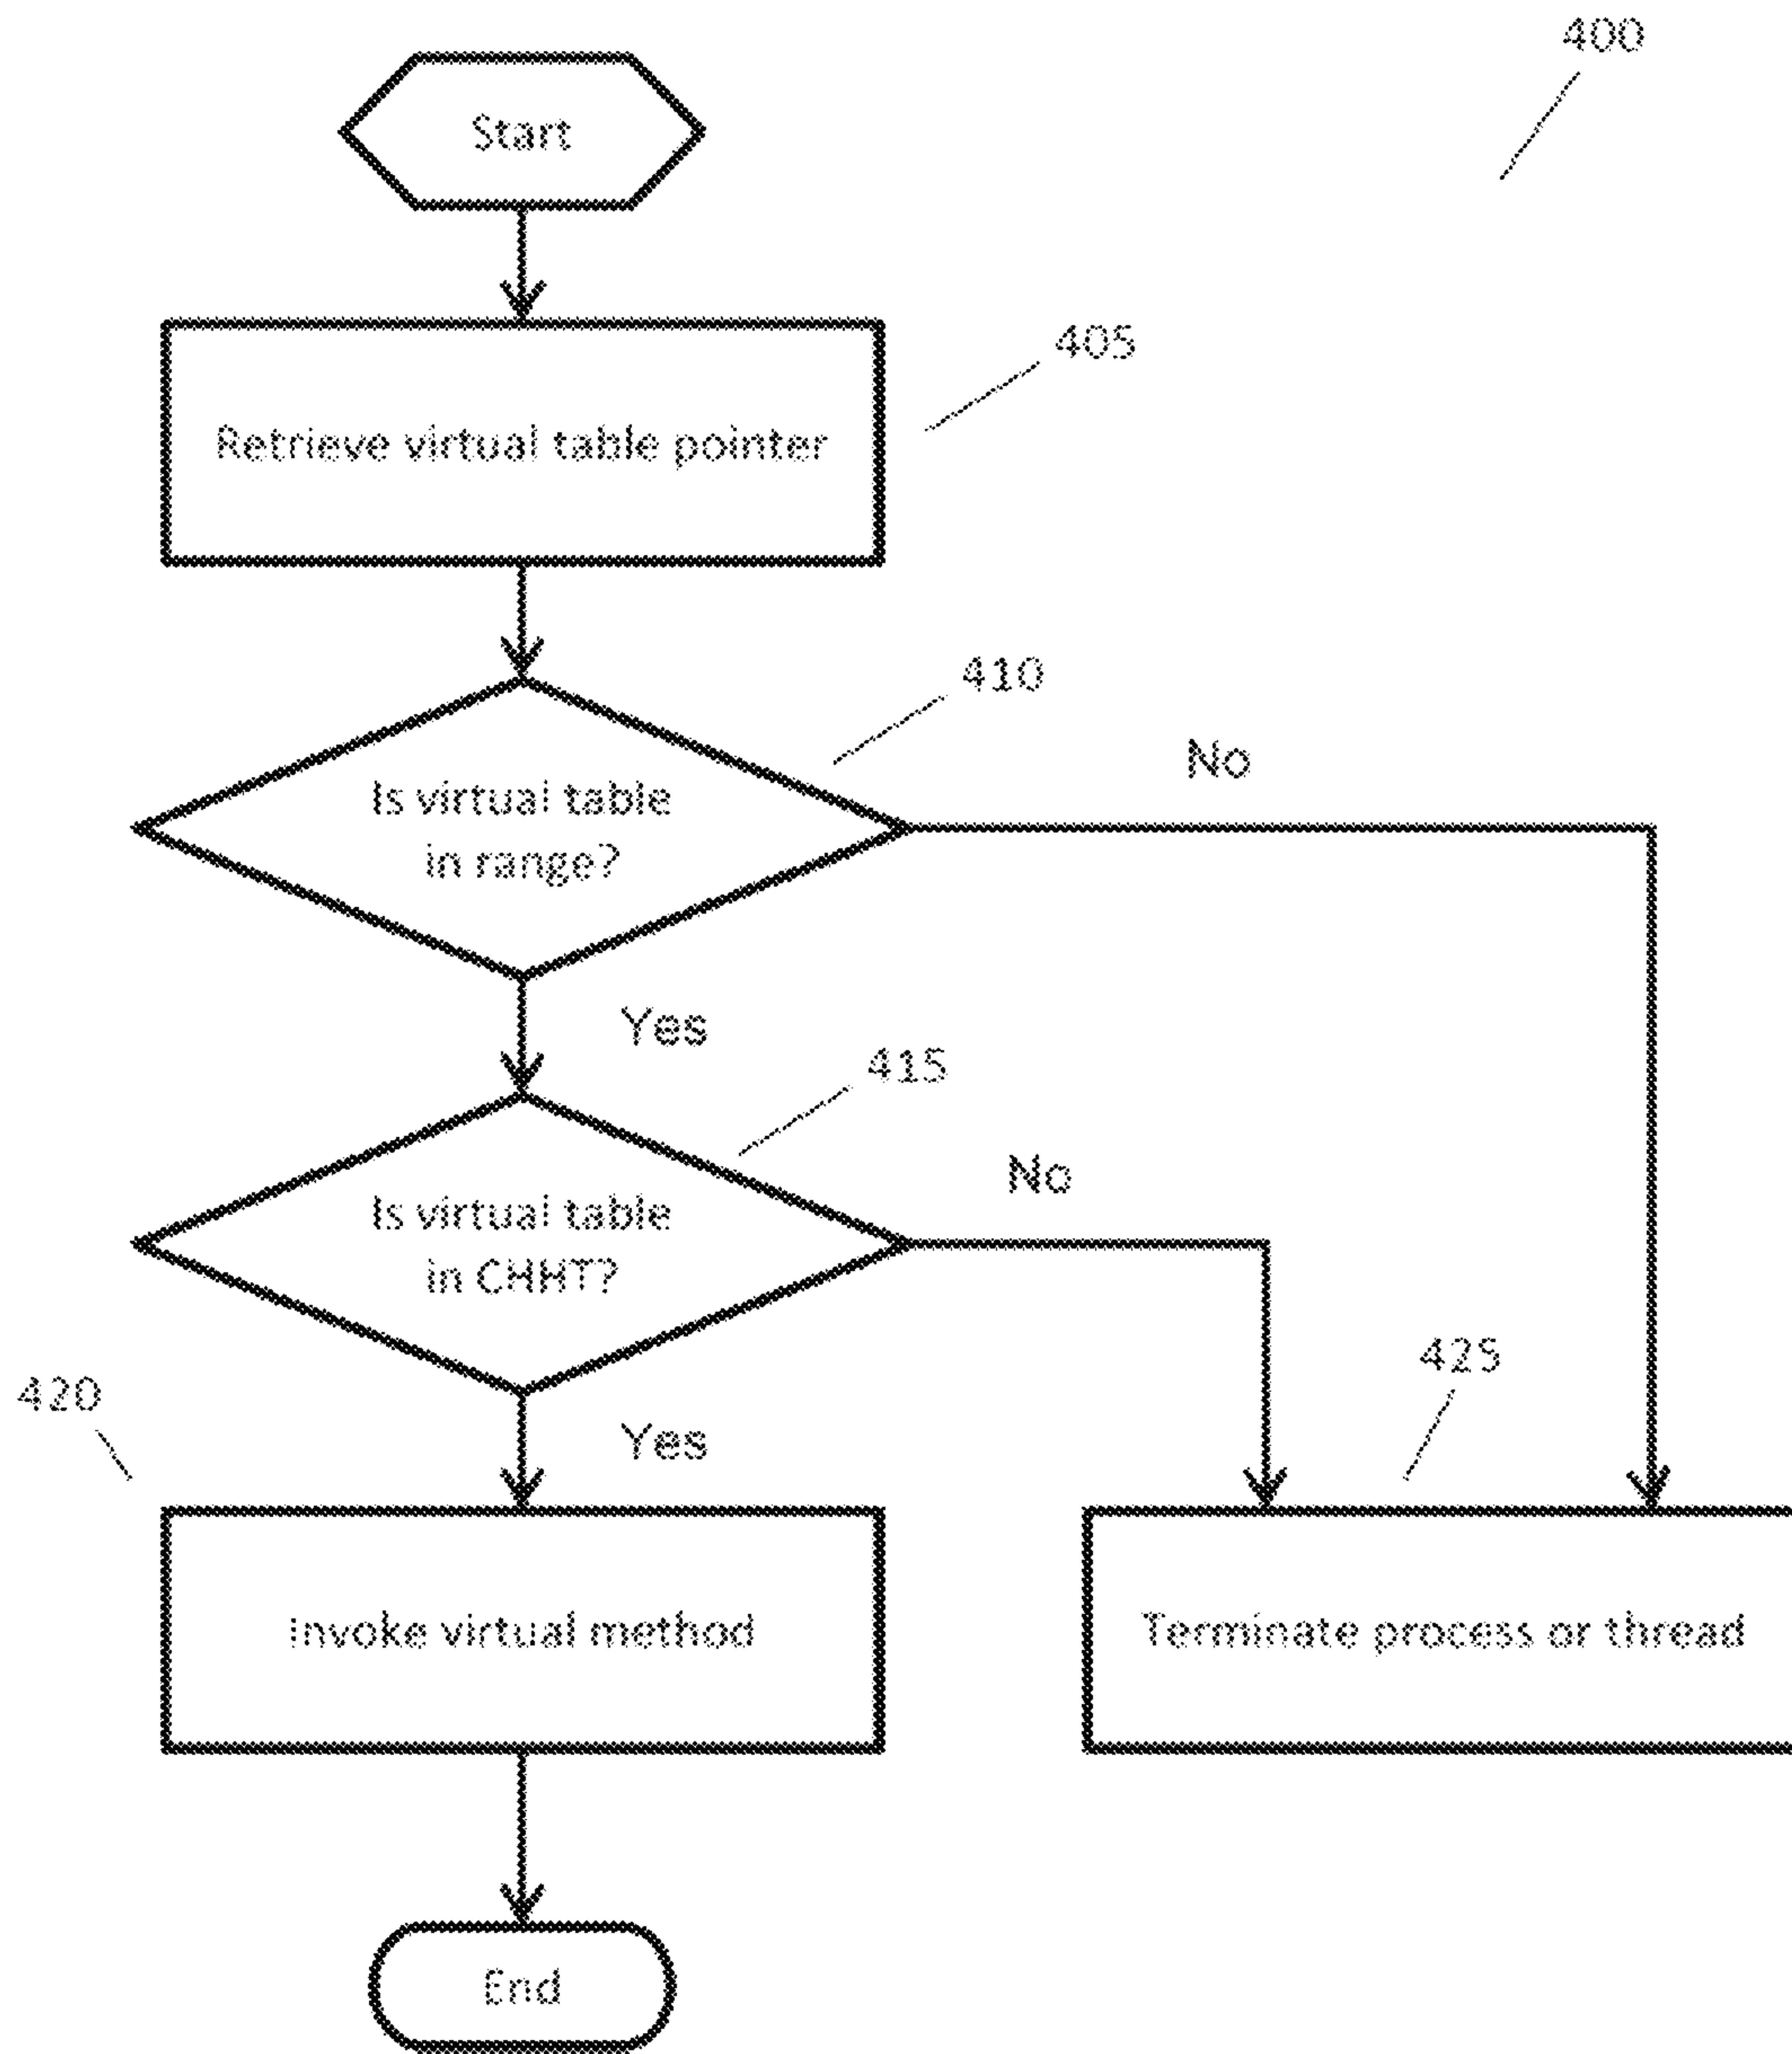 400
Start
405
Retrieve virtual table pointer
410
No
Is virtual table
in range?
Yes
415
No
Is virtual table
in CHHT?
425
420
Yes
Invoke virtual method
Terminate process or thread
End